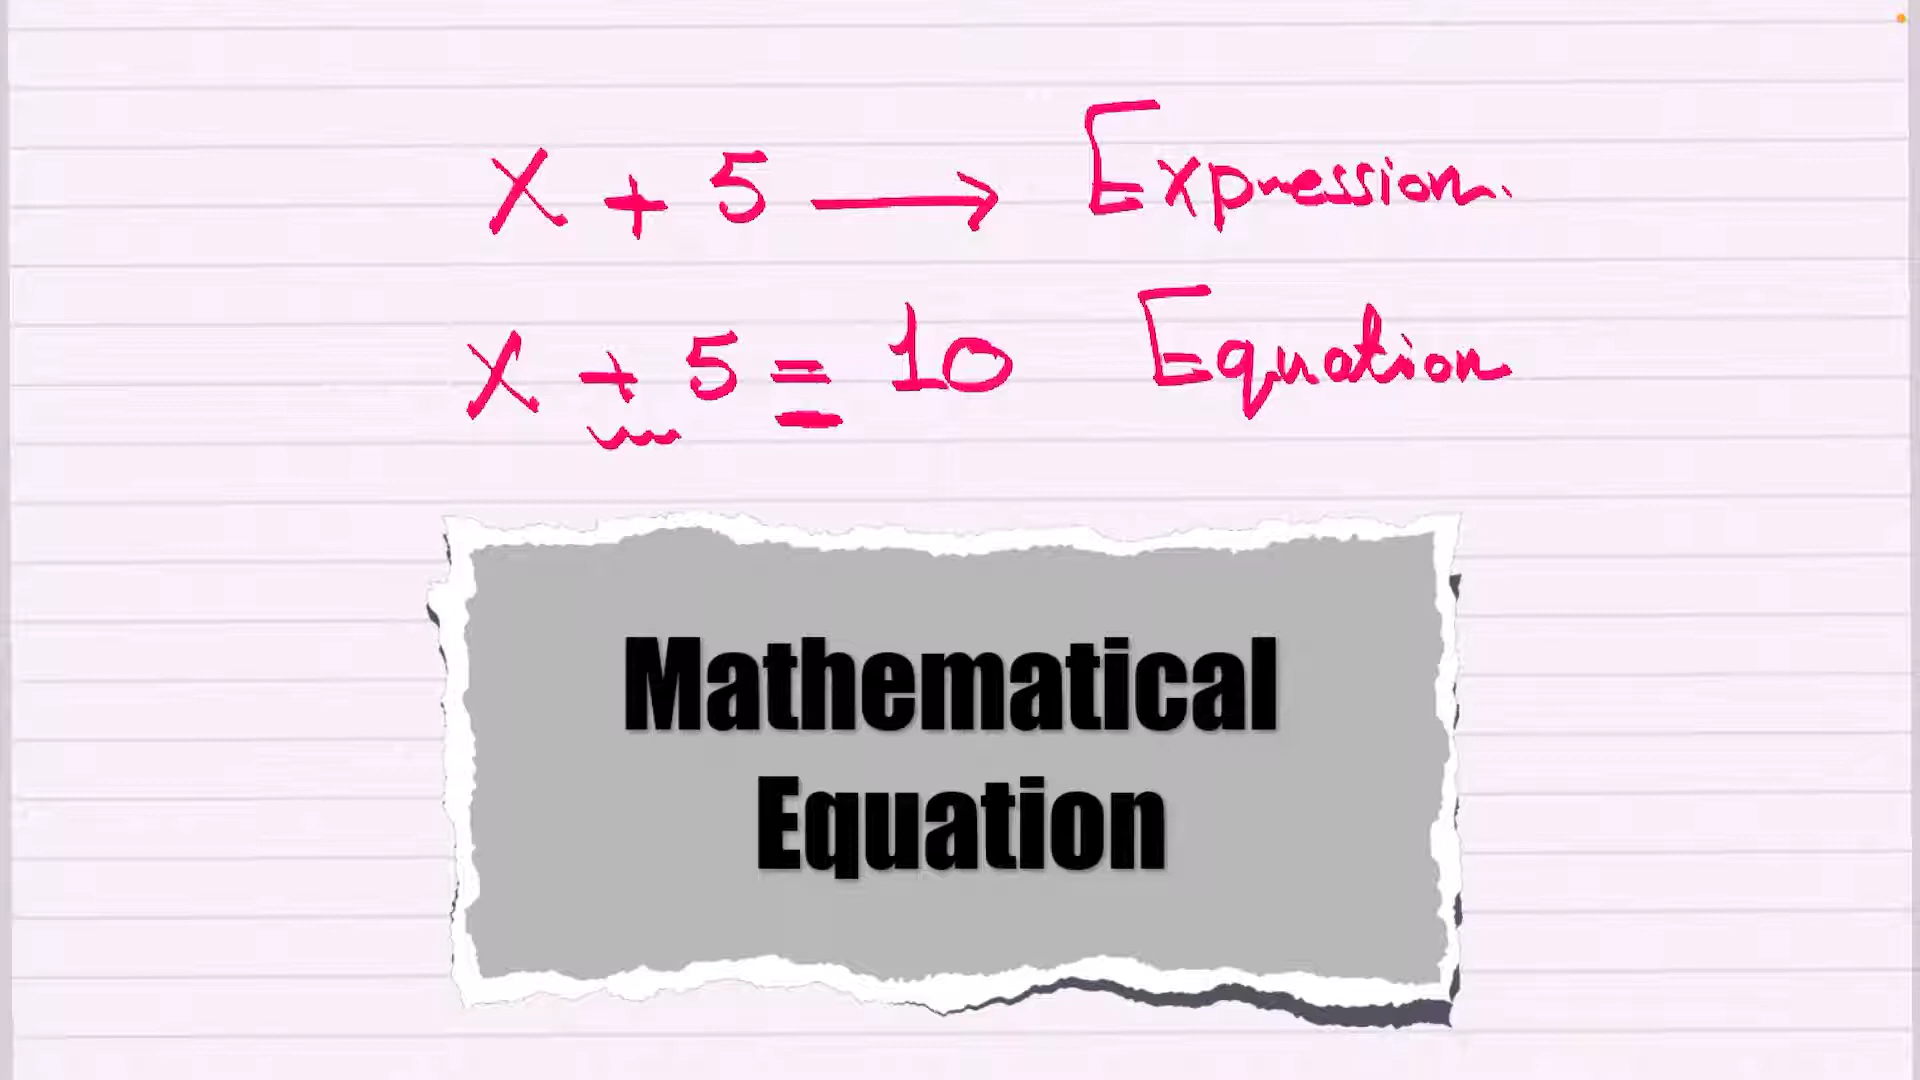 X + 5 → Expression.
X + 5 = 10 Equation
Mathematical
Equation